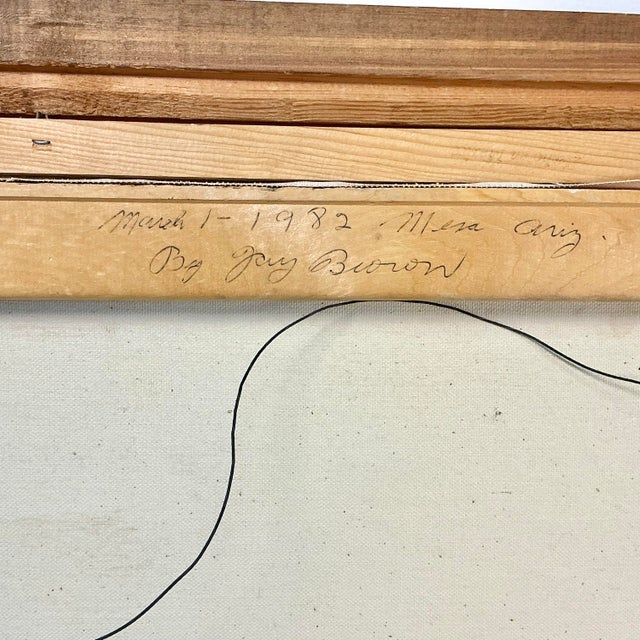 March 1 - 1982 . Mesa Ariz.
By Jay Brown